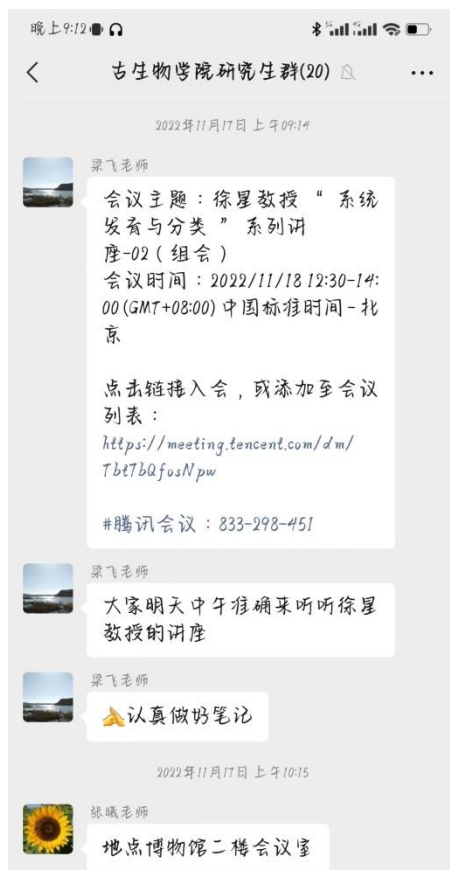 晚上9:12
古生物学院研究生群(20)
2022年11月17日 上午09:14
梁飞老师
会议主题：徐星教授“系统
发育与分类”系列讲
座-02（组会）
会议时间：2022/11/18 12:30-14:
00 (GMT+08:00) 中国标准时间 - 北
京
点击链接入会，或添加至会议
列表：
https://meeting.tencent.com/dm/
Tbt7bQfosNpw
#腾讯会议：833-298-451
梁飞老师
大家明天中午准确来听听徐星
教授的讲座
梁飞老师
认真做好笔记
2022年11月17日 上午10:15
张曦老师
地点博物馆二楼会议室